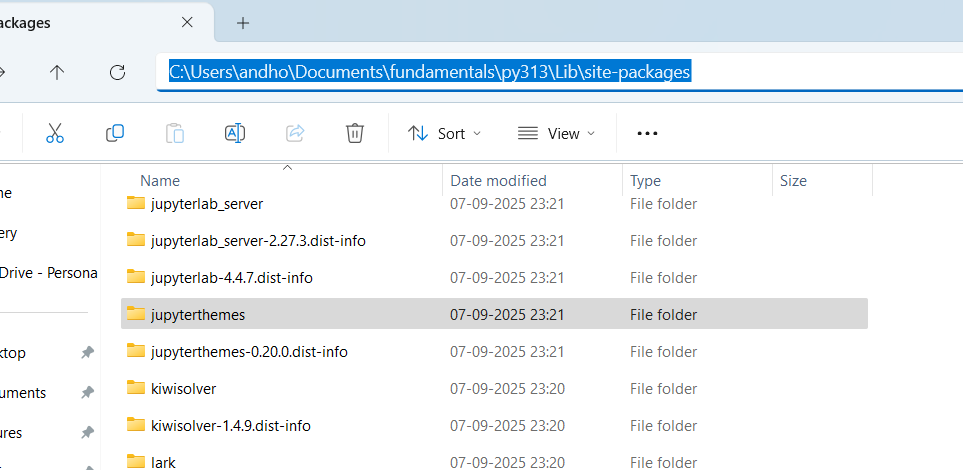 ackages
C:\Users\andho\Documents\fundamentals\py313\Lib\site-packages
Sort View
Name Date modified Type Size
jupyterlab_server 07-09-2025 23:21 File folder
jupyterlab_server-2.27.3.dist-info 07-09-2025 23:21 File folder
jupyterlab-4.4.7.dist-info 07-09-2025 23:21 File folder
jupyterthemes 07-09-2025 23:21 File folder
jupyterthemes-0.20.0.dist-info 07-09-2025 23:21 File folder
kiwisolver 07-09-2025 23:20 File folder
kiwisolver-1.4.9.dist-info 07-09-2025 23:20 File folder
lark 07-09-2025 23:20 File folder
ne
ery
Drive - Persona
ktop
uments
ures